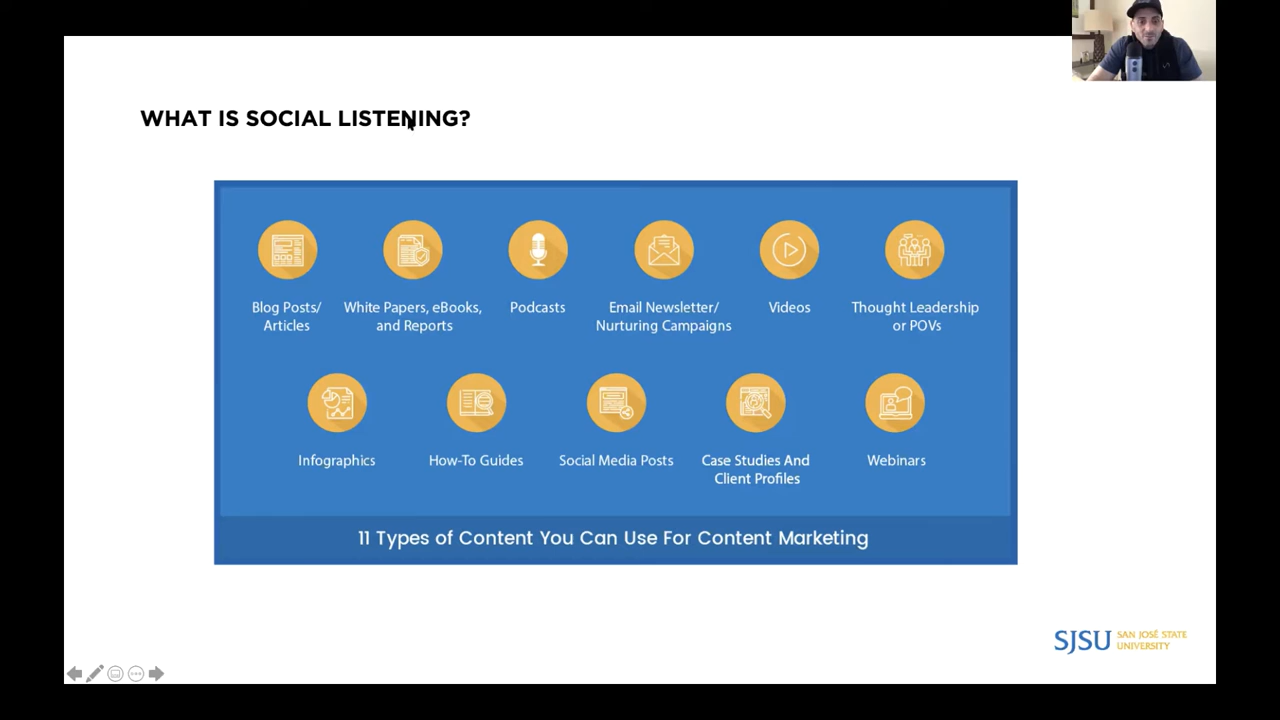 WHAT IS SOCIAL LISTENING?
Blog Posts/
Articles
White Papers, eBooks,
and Reports
Podcasts
Email Newsletter/
Nurturing Campaigns
Videos
Thought Leadership
or POVs
Infographics
How-To Guides
Social Media Posts
Case Studies And
Client Profiles
Webinars
11 Types of Content You Can Use For Content Marketing
SJSU
SAN JOSÉ STATE
UNIVERSITY